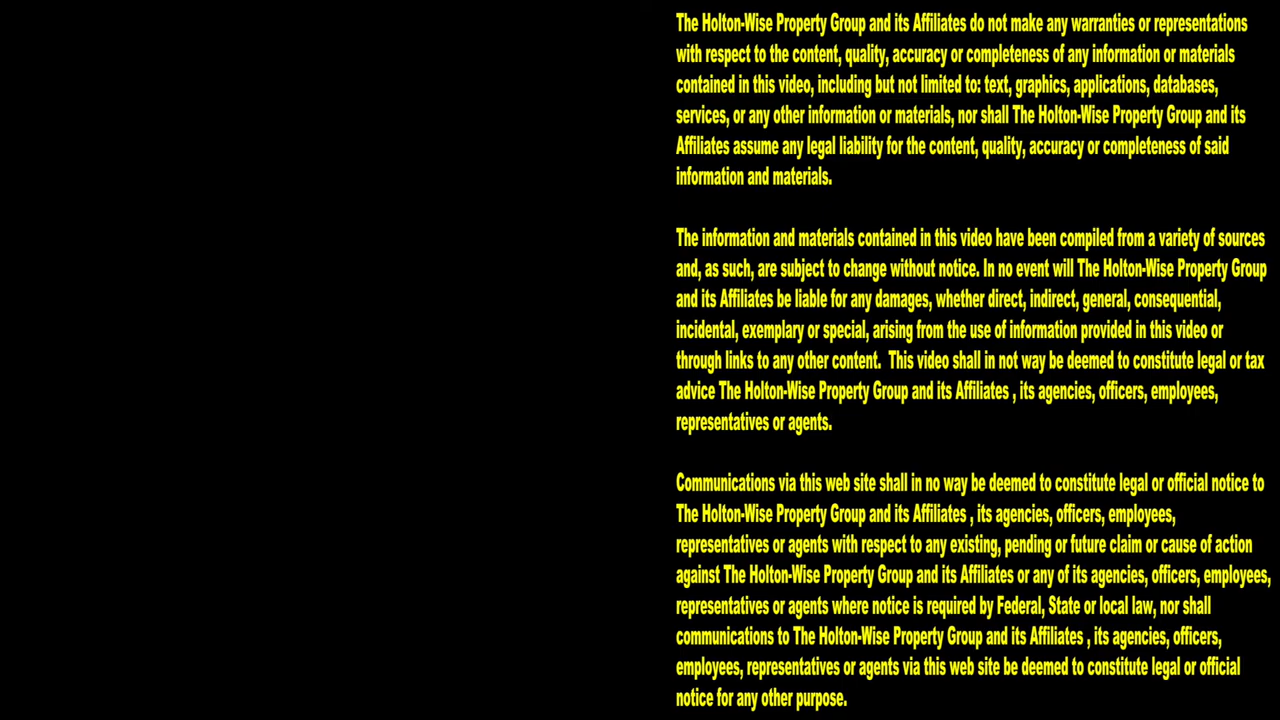 The Holton-Wise Property Group and its Affiliates do not make any warranties or representations
with respect to the content, quality, accuracy or completeness of any information or materials
contained in this video, including but not limited to: text, graphics, applications, databases,
services, or any other information or materials, nor shall The Holton-Wise Property Group and its
Affiliates assume any legal liability for the content, quality, accuracy or completeness of said
information and materials.
The information and materials contained in this video have been compiled from a variety of sources
and, as such, are subject to change without notice. In no event will The Holton-Wise Property Group
and its Affiliates be liable for any damages, whether direct, indirect, general, consequential,
incidental, exemplary or special, arising from the use of information provided in this video or
through links to any other content.  This video shall in not way be deemed to constitute legal or tax
advice The Holton-Wise Property Group and its Affiliates , its agencies, officers, employees,
representatives or agents.
Communications via this web site shall in no way be deemed to constitute legal or official notice to
The Holton-Wise Property Group and its Affiliates , its agencies, officers, employees,
representatives or agents with respect to any existing, pending or future claim or cause of action
against The Holton-Wise Property Group and its Affiliates or any of its agencies, officers, employees,
representatives or agents where notice is required by Federal, State or local law, nor shall
communications to The Holton-Wise Property Group and its Affiliates , its agencies, officers,
employees, representatives or agents via this web site be deemed to constitute legal or official
notice for any other purpose.